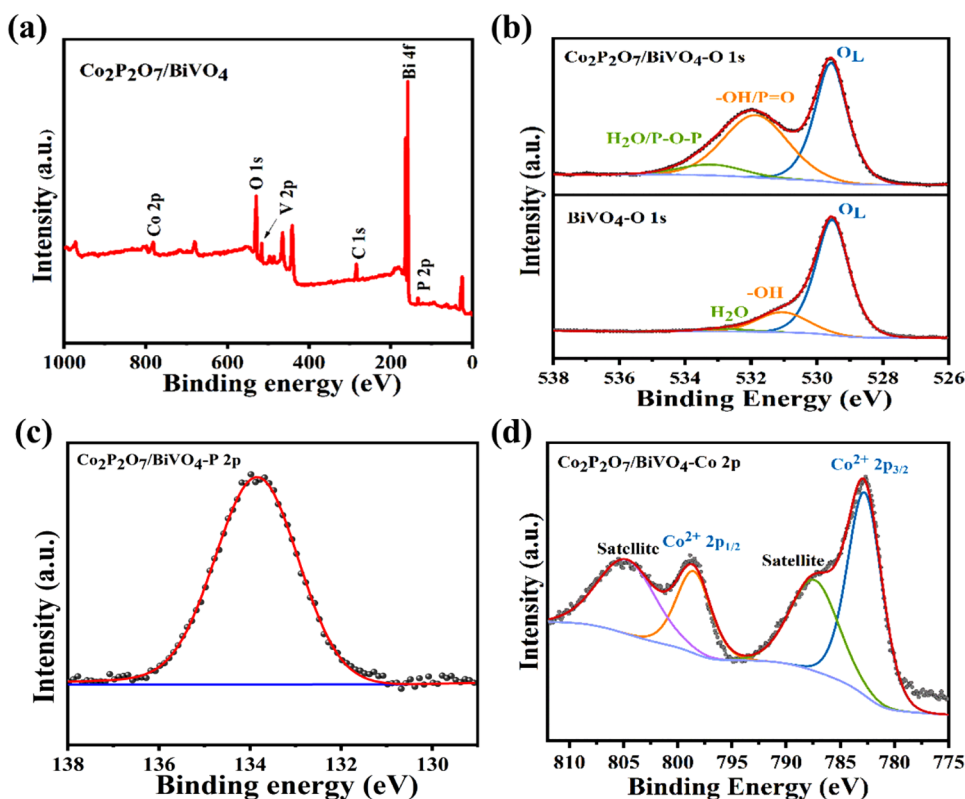 (a)
Co₂P₂O₇/BiVO₄
Bi 4f
O 1s
V 2p
Co 2p
C 1s
P 2p
Intensity (a.u.)
1000 800 600 400 200 0
Binding energy (eV)
(b)
Co₂P₂O₇/BiVO₄-O 1s
O_L
-OH/P=O
H₂O/P-O-P
BiVO₄-O 1s
O_L
-OH
H₂O
Intensity (a.u.)
538 536 534 532 530 528 526
Binding Energy (eV)
(c)
Co₂P₂O₇/BiVO₄-P 2p
Intensity (a.u.)
138 136 134 132 130
Binding energy (eV)
(d)
Co₂P₂O₇/BiVO₄-Co 2p
Co²⁺ 2p₃/₂
Satellite
Co²⁺ 2p₁/₂
Satellite
Intensity (a.u.)
810 805 800 795 790 785 780 775
Binding Energy (eV)